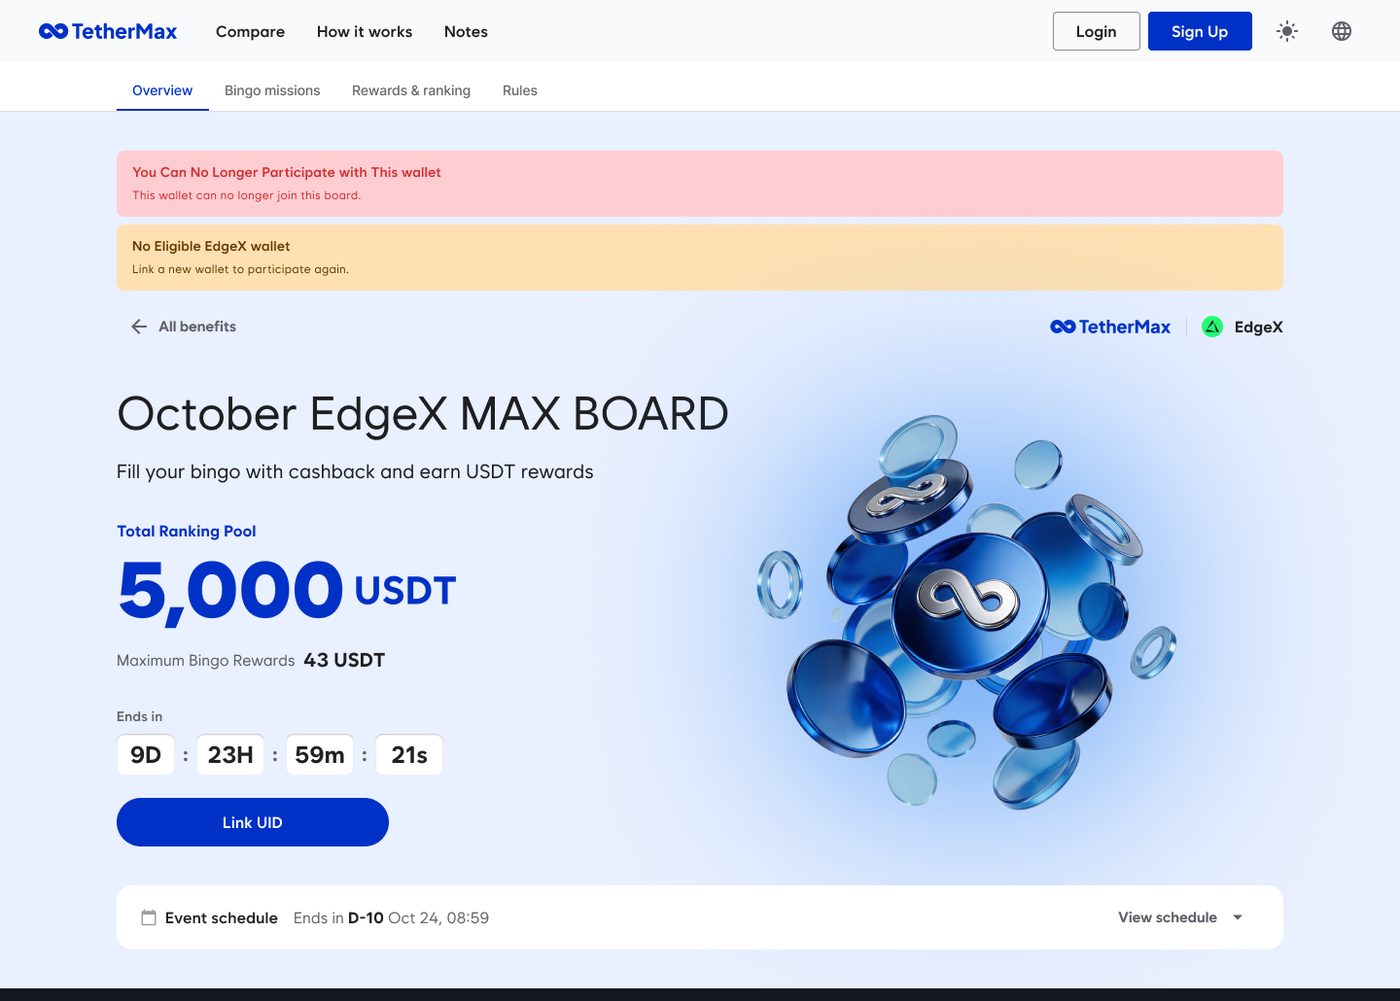 TetherMax
Compare
How it works
Notes
Login
Sign Up
Overview
Bingo missions
Rewards & ranking
Rules
You Can No Longer Participate with This wallet
This wallet can no longer join this board.
No Eligible EdgeX wallet
Link a new wallet to participate again.
All benefits
TetherMax
EdgeX
October EdgeX MAX BOARD
Fill your bingo with cashback and earn USDT rewards
Total Ranking Pool
5,000 USDT
Maximum Bingo Rewards 43 USDT
Ends in
9D : 23H : 59m : 21s
Link UID
Event schedule Ends in D-10 Oct 24, 08:59
View schedule